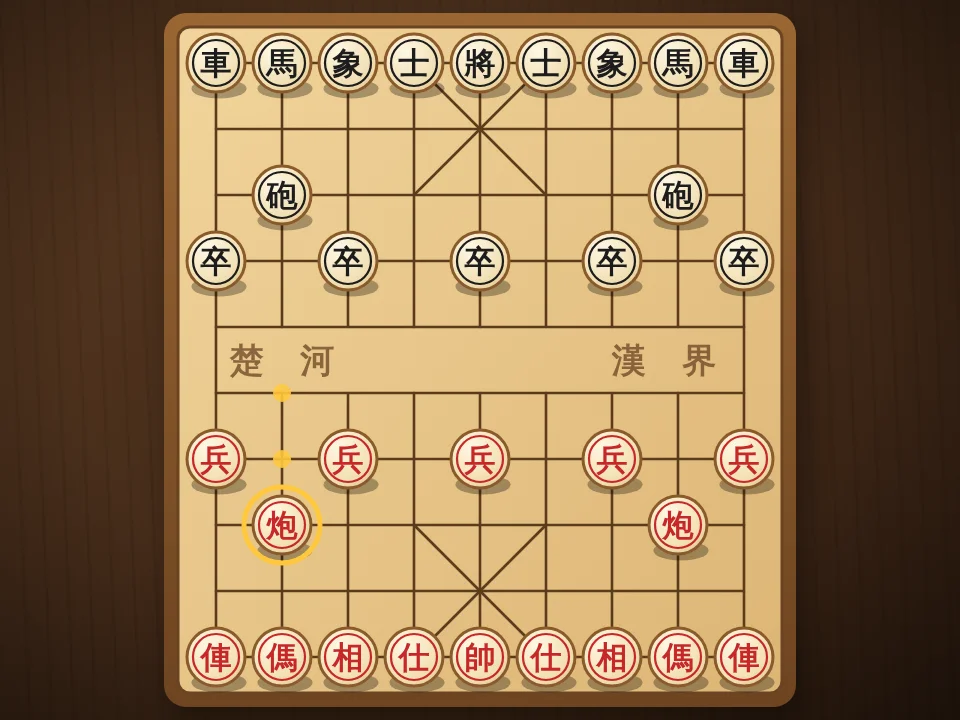 車馬象士將士象馬車
砲 砲
卒 卒 卒 卒 卒
楚 河 漢 界
兵 兵 兵 兵 兵
炮 炮
俥傌相仕帥仕相傌俥